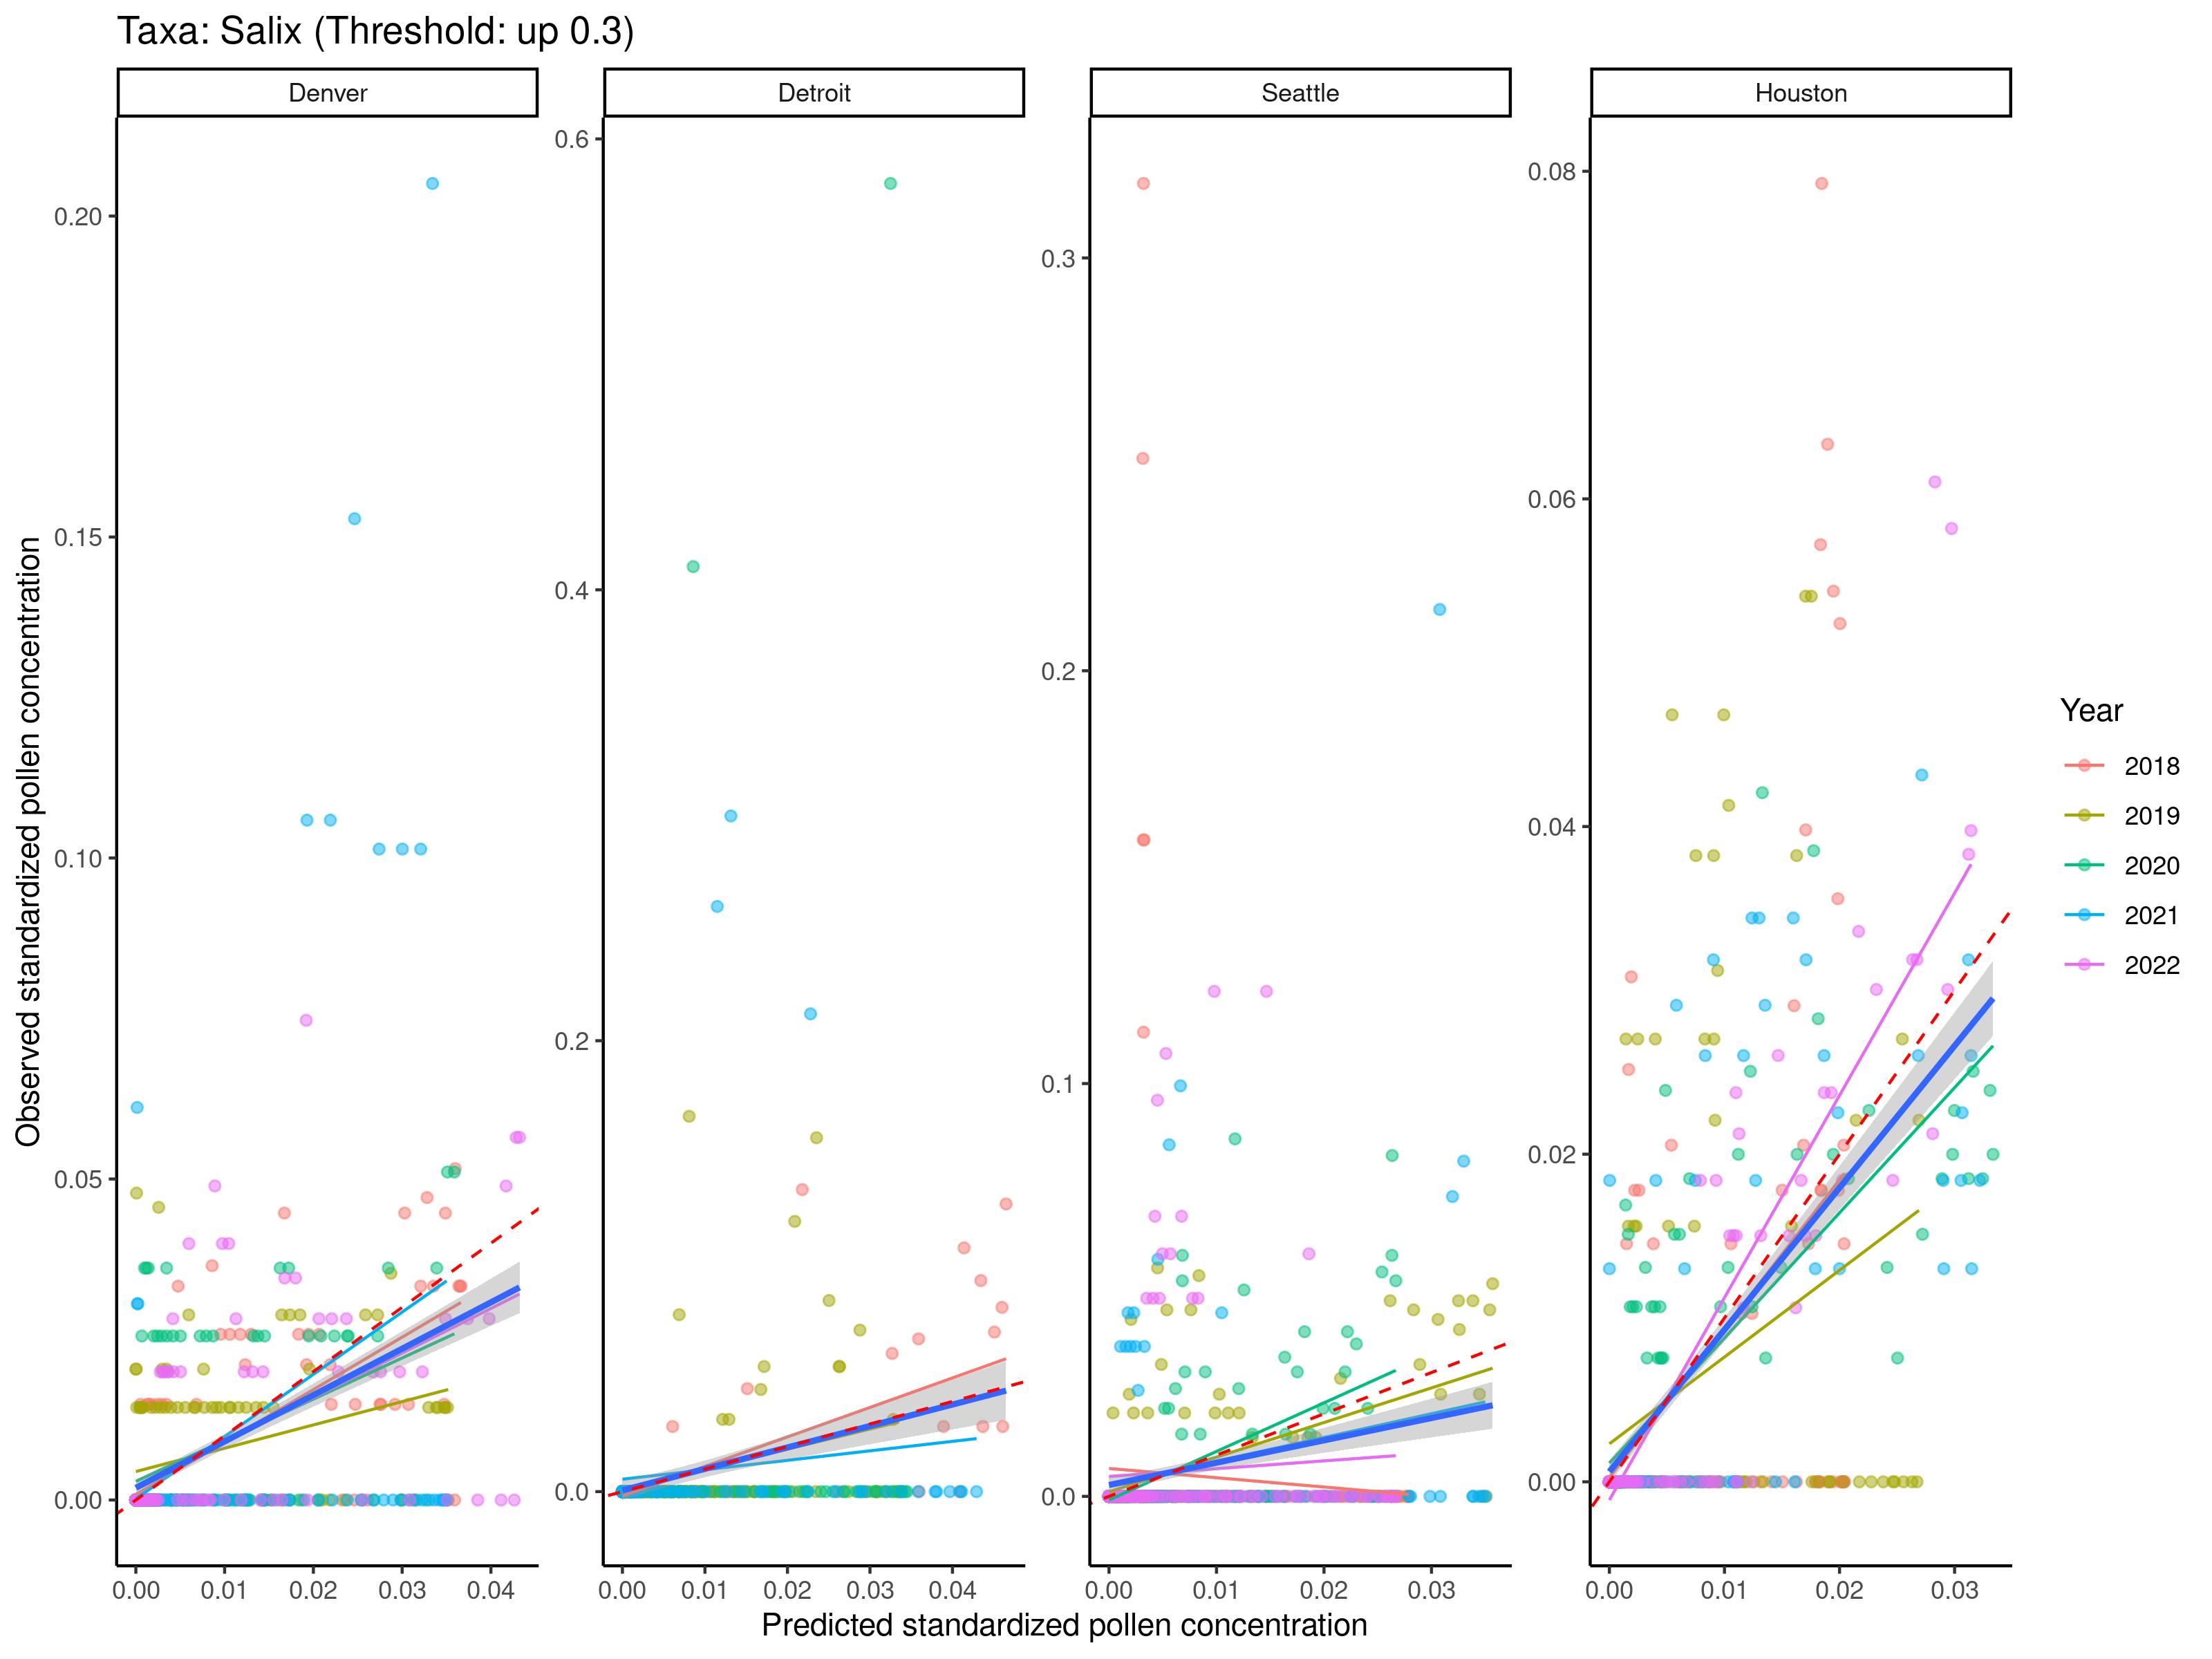 Taxa: Salix (Threshold: up 0.3)
Denver
Detroit
Seattle
Houston
Observed standardized pollen concentration
0.20
0.15
0.10
0.05
0.00
0.6
0.4
0.2
0.0
0.3
0.2
0.1
0.0
0.08
0.06
0.04
0.02
0.00
0.00 0.01 0.02 0.03 0.04
0.00 0.01 0.02 0.03 0.04
0.00 0.01 0.02 0.03
0.00 0.01 0.02 0.03
Predicted standardized pollen concentration
Year
2018
2019
2020
2021
2022